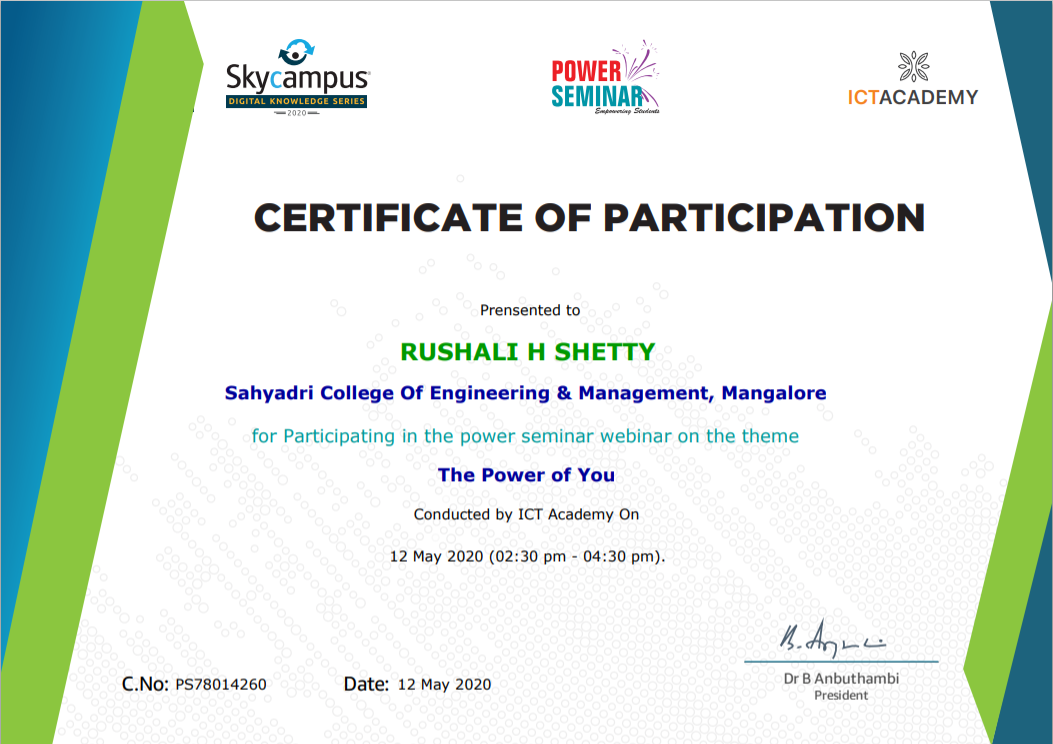 Skycampus®
DIGITAL KNOWLEDGE SERIES
2020
POWER
SEMINAR
Empowering Students
ICTACADEMY
CERTIFICATE OF PARTICIPATION
Prensented to
RUSHALI H SHETTY
Sahyadri College Of Engineering & Management, Mangalore
for Participating in the power seminar webinar on the theme
The Power of You
Conducted by ICT Academy On
12 May 2020 (02:30 pm - 04:30 pm).
C.No: PS78014260 Date: 12 May 2020
Dr B Anbuthambi
President